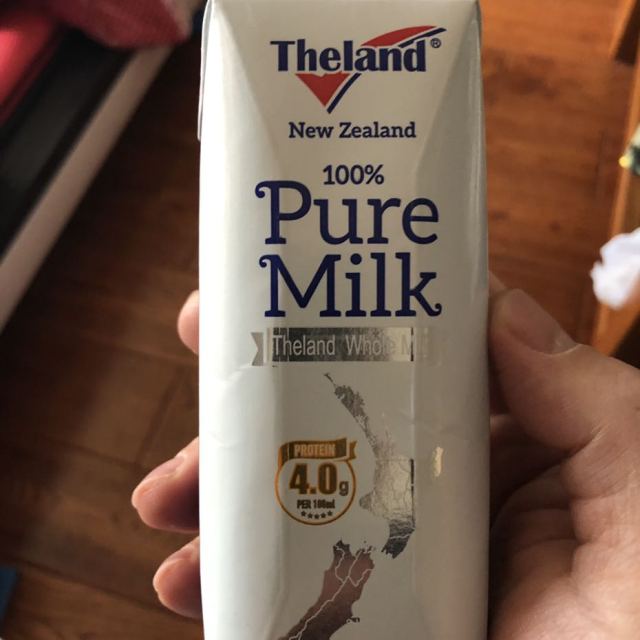 Theland®
New Zealand
100%
Pure
Milk
Theland Whole M
PROTEIN
4.0g
PER 100ml